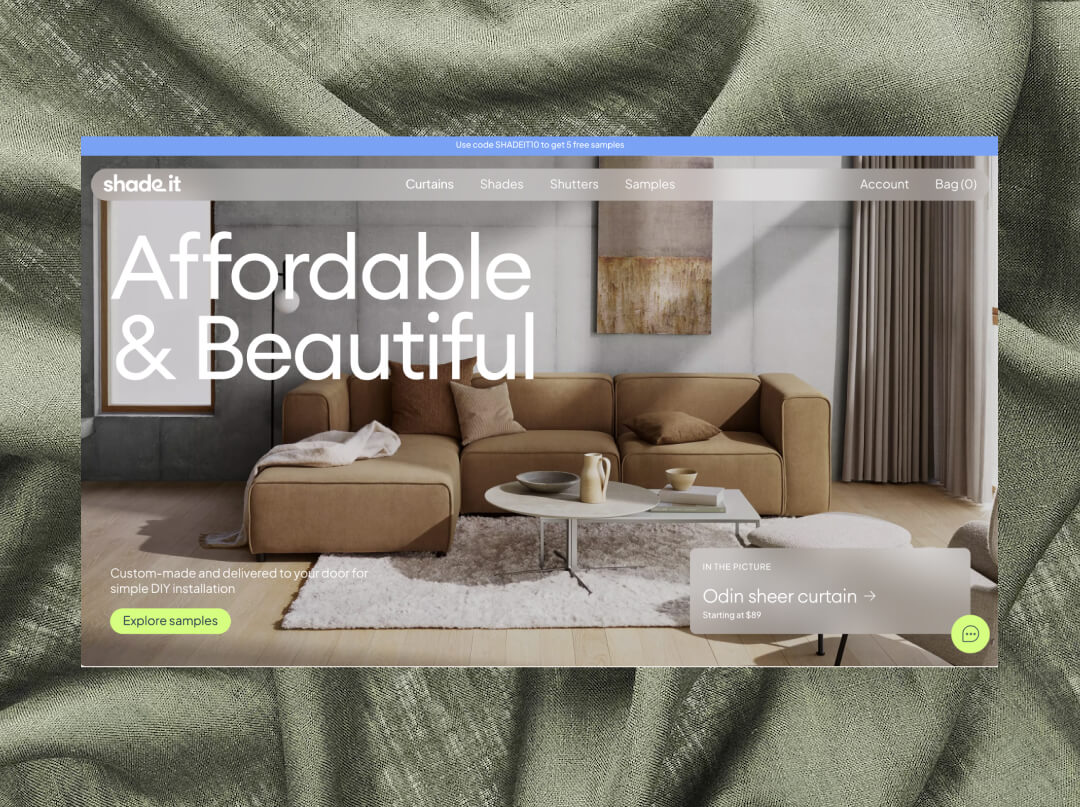 Use code SHADEIT10 to get 5 free samples
shade it
Curtains
Shades
Shutters
Samples
Account
Bag (0)
Affordable
& Beautiful
Custom-made and delivered to your door for
simple DIY installation
Explore samples
IN THE PICTURE
Odin sheer curtain →
Starting at $89